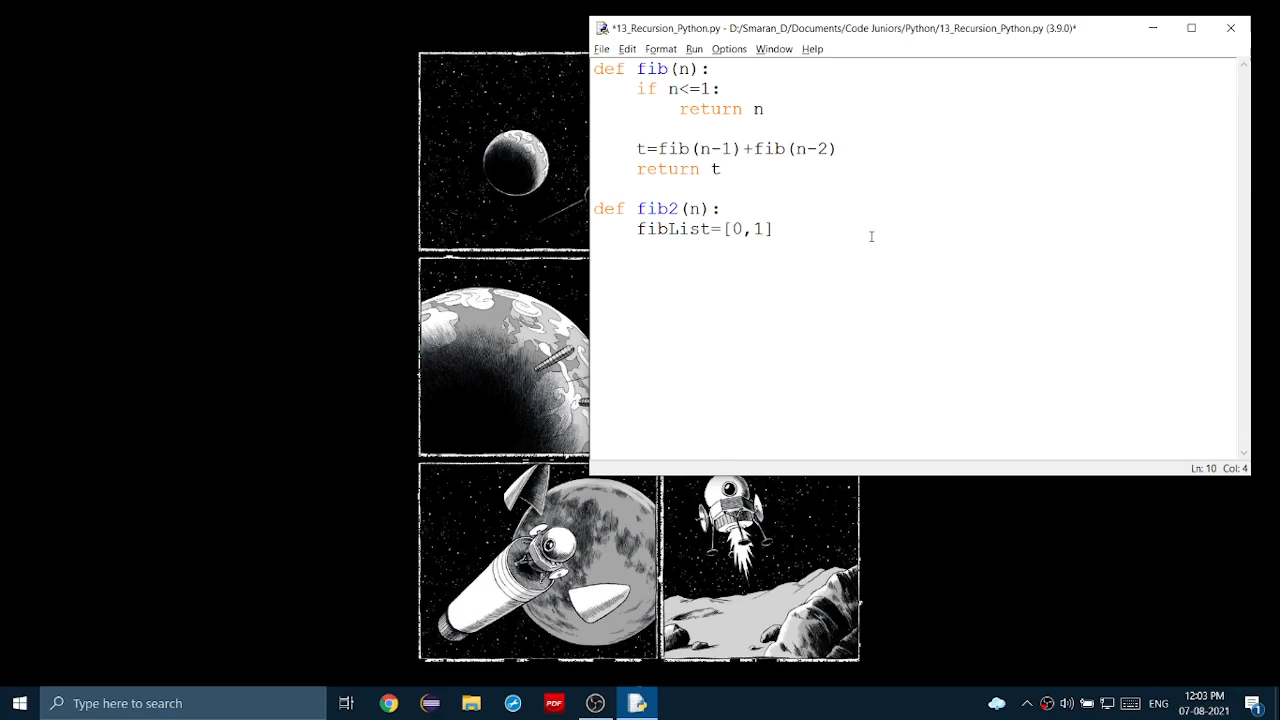 *13_Recursion_Python.py - D:/Smaran_D/Documents/Code Juniors/Python/13_Recursion_Python.py (3.9.0)*
File Edit Format Run Options Window Help
def fib(n):
    if n<=1:
        return n
    t=fib(n-1)+fib(n-2)
    return t
def fib2(n):
    fibList=[0,1]
Ln: 10 Col: 4
Type here to search
PDF
ENG
12:03 PM
07-08-2021
1